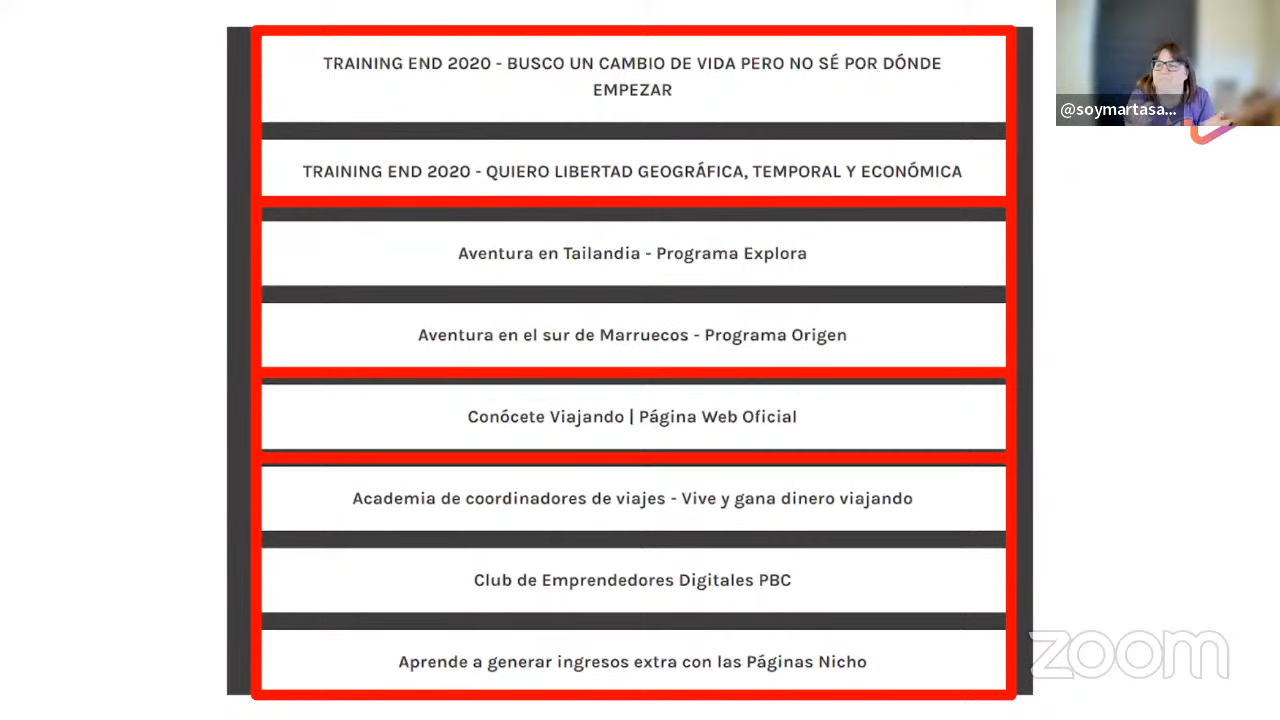 TRAINING END 2020 - BUSCO UN CAMBIO DE VIDA PERO NO SÉ POR DÓNDE
EMPEZAR
@soymartasa...
TRAINING END 2020 - QUIERO LIBERTAD GEOGRÁFICA, TEMPORAL Y ECONÓMICA
Aventura en Tailandia - Programa Explora
Aventura en el sur de Marruecos - Programa Origen
Conócete Viajando | Página Web Oficial
Academia de coordinadores de viajes - Vive y gana dinero viajando
Club de Emprendedores Digitales PBC
Aprende a generar ingresos extra con las Páginas Nicho
zoom